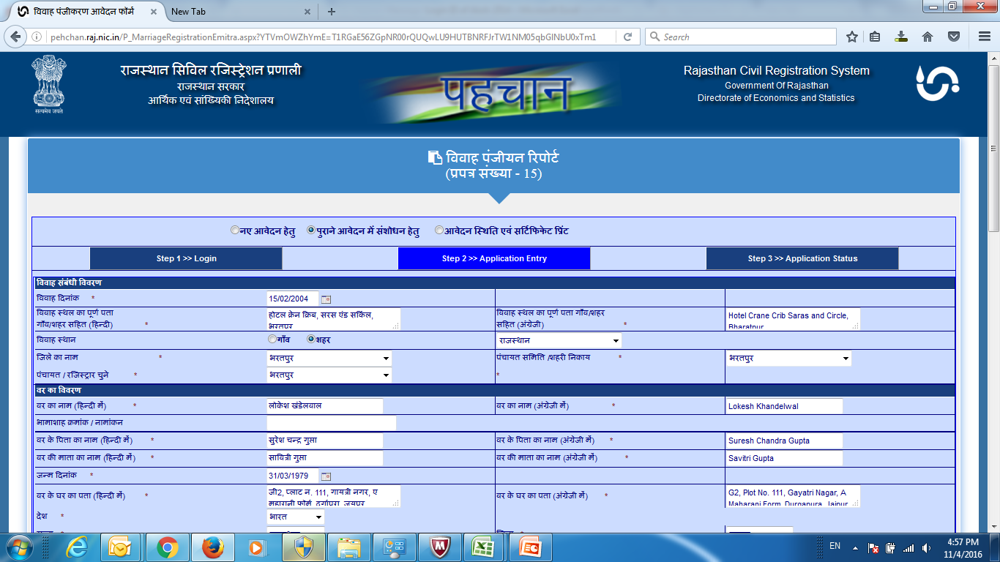 विवाह पंजीकरण आवेदन फॉर्म
New Tab
pehchan.raj.nic.in/P_MarriageRegistrationEmitra.aspx?YTVmOWZhYmE=T1RGaE56ZGpNR00rQUQwLU9HUTBNRFJrTW1NM05qbGlNbU0xTm1
Search
सत्यमेव जयते
राजस्थान सिविल रजिस्ट्रेशन प्रणाली
राजस्थान सरकार
आर्थिक एवं सांख्यिकी निदेशालय
पहचान
Rajasthan Civil Registration System
Government Of Rajasthan
Directorate of Economics and Statistics
विवाह पंजीयन रिपोर्ट
(प्रपत्र संख्या - 15)
नए आवेदन हेतु पुराने आवेदन में संशोधन हेतु आवेदन स्थिति एवं सर्टिफिकेट प्रिंट
Step 1 >> Login Step 2 >> Application Entry Step 3 >> Application Status
विवाह संबंधी विवरण
विवाह दिनांक * 15/02/2004
विवाह स्थल का पूर्ण पता गाँव/शहर सहित (हिन्दी) * होटल क्रेन क्रिब, सरस एंड सर्किल, भरतपुर
विवाह स्थल का पूर्ण पता गाँव/शहर सहित (अंग्रेजी) * Hotel Crane Crib Saras and Circle, Bharatpur
विवाह स्थान गाँव शहर राजस्थान
जिले का नाम * भरतपुर पंचायत समिति /शहरी निकाय * भरतपुर
पंचायत / रजिस्ट्रार चुने * भरतपुर *
वर का विवरण
वर का नाम (हिन्दी में) * लोकेश खंडेलवाल वर का नाम (अंग्रेजी में) * Lokesh Khandelwal
भामाशाह क्रमांक / नामांकन
वर के पिता का नाम (हिन्दी में) * सुरेश चन्द्र गुप्ता वर के पिता का नाम (अंग्रेजी में) * Suresh Chandra Gupta
वर की माता का नाम (हिन्दी में) * सावित्री गुप्ता वर की माता का नाम (अंग्रेजी में) * Savitri Gupta
जन्म दिनांक * 31/03/1979
वर के घर का पता (हिन्दी में) * जी2, प्लाट न. 111, गायत्री नगर, ए महारानी फॉर्म, दुर्गापुरा, जयपुर
वर के घर का पता (अंग्रेजी में) * G2, Plot No. 111, Gayatri Nagar, A Maharani Form, Durgapura, Jaipur
देश * भारत
EN
4:57 PM
11/4/2016